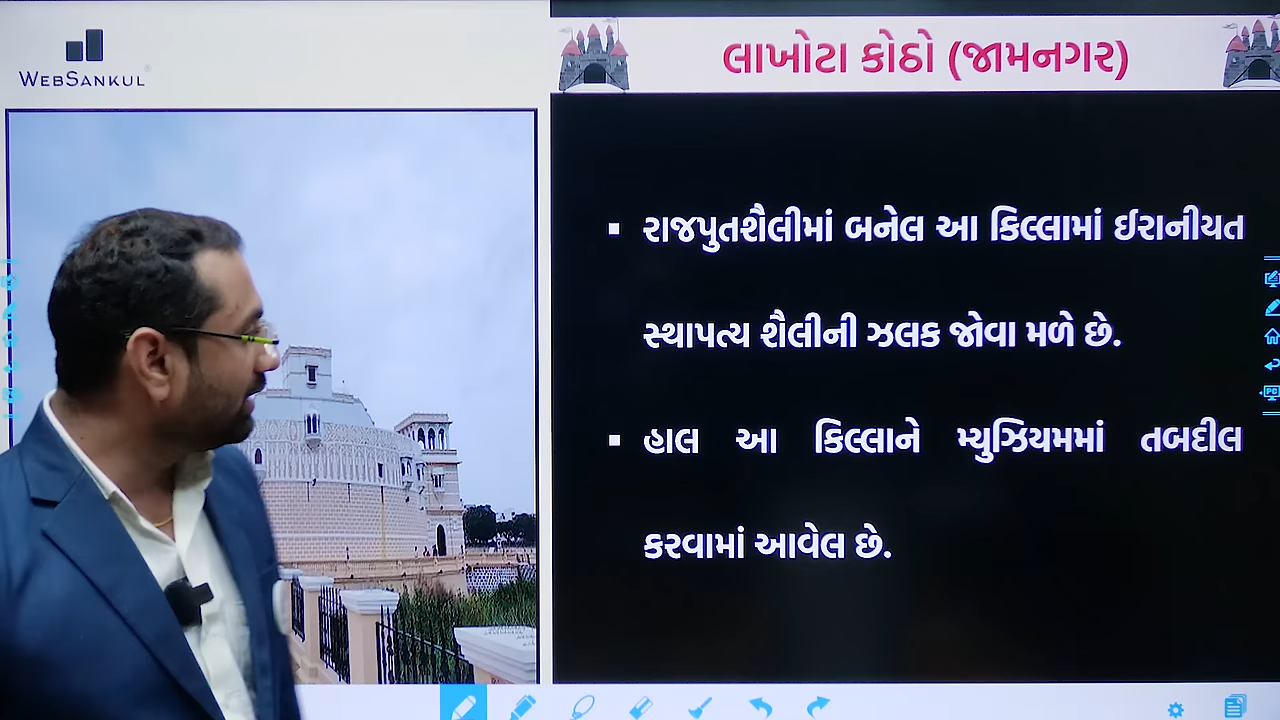 WEBSANKUL
લાખોટા કોઠો (જામનગર)
▪ રાજપુતશૈલીમાં બનેલ આ કિલ્લામાં ઈરાનીયત
સ્થાપત્ય શૈલીની ઝલક જોવા મળે છે.
▪ હાલ આ કિલ્લાને મ્યુઝિયમમાં તબદીલ
કરવામાં આવેલ છે.